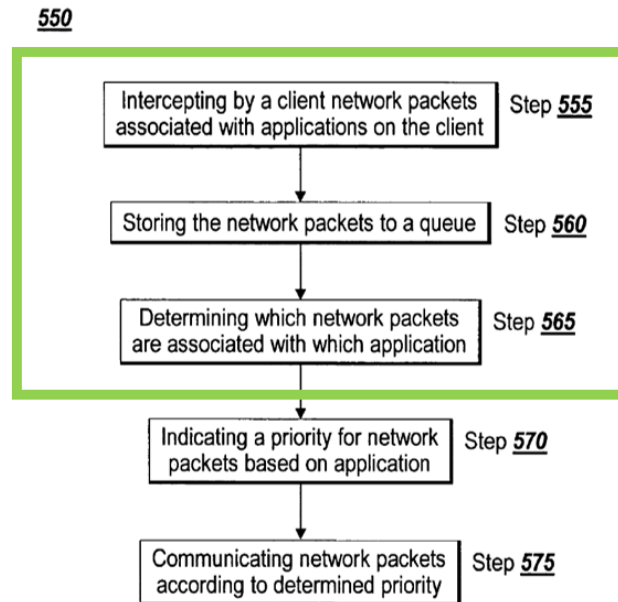 550
Intercepting by a client network packets
associated with applications on the client
Step 555
Storing the network packets to a queue
Step 560
Determining which network packets
are associated with which application
Step 565
Indicating a priority for network
packets based on application
Step 570
Communicating network packets
according to determined priority
Step 575